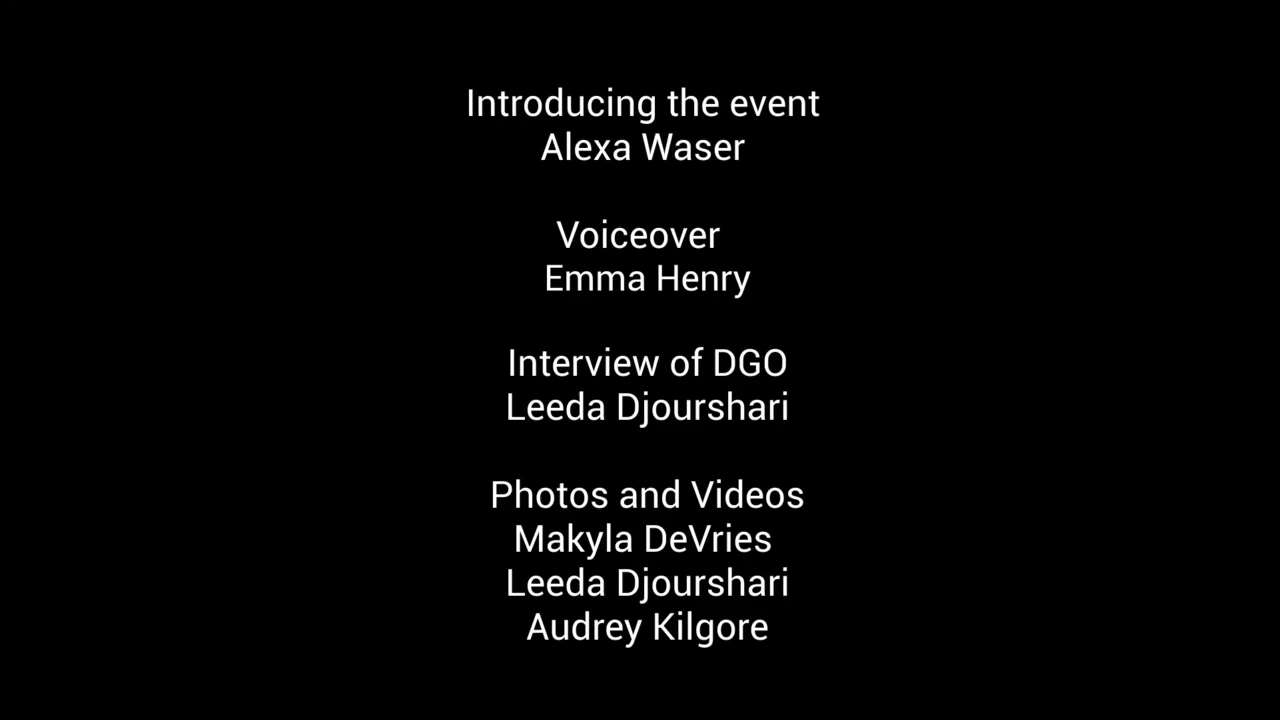 Introducing the event
Alexa Waser
Voiceover
Emma Henry
Interview of DGO
Leeda Djourshari
Photos and Videos
Makyla DeVries
Leeda Djourshari
Audrey Kilgore